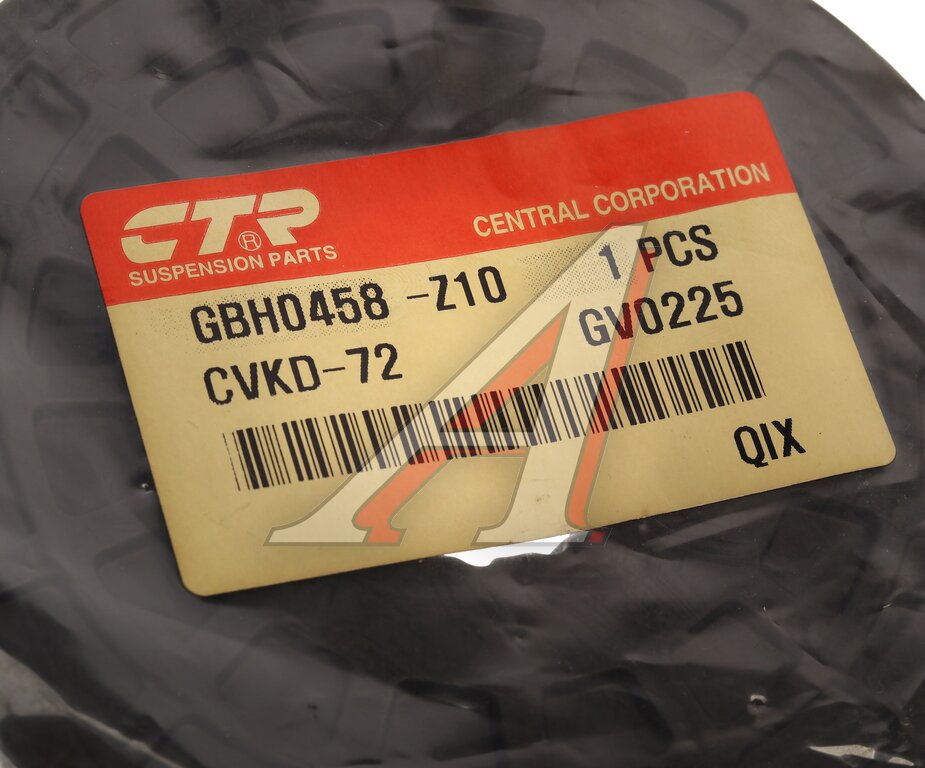 CTR®
SUSPENSION PARTS
CENTRAL CORPORATION
GBH0458 -Z10 1 PCS
CVKD-72 GV0225
QIX